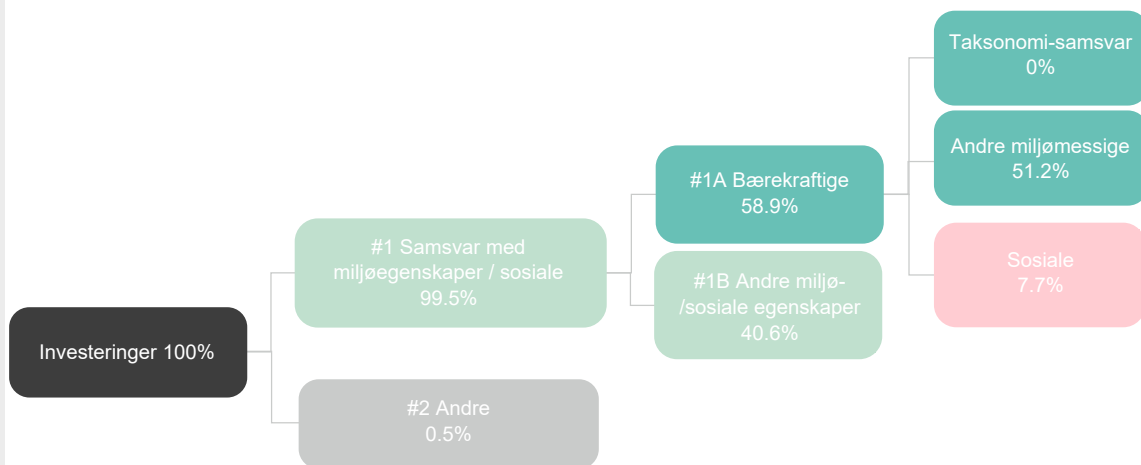 Investeringer 100%
#1 Samsvar med
miljøegenskaper / sosiale
99.5%
#2 Andre
0.5%
#1A Bærekraftige
58.9%
#1B Andre miljø-
/sosiale egenskaper
40.6%
Taksonomi-samsvar
0%
Andre miljømessige
51.2%
Sosiale
7.7%